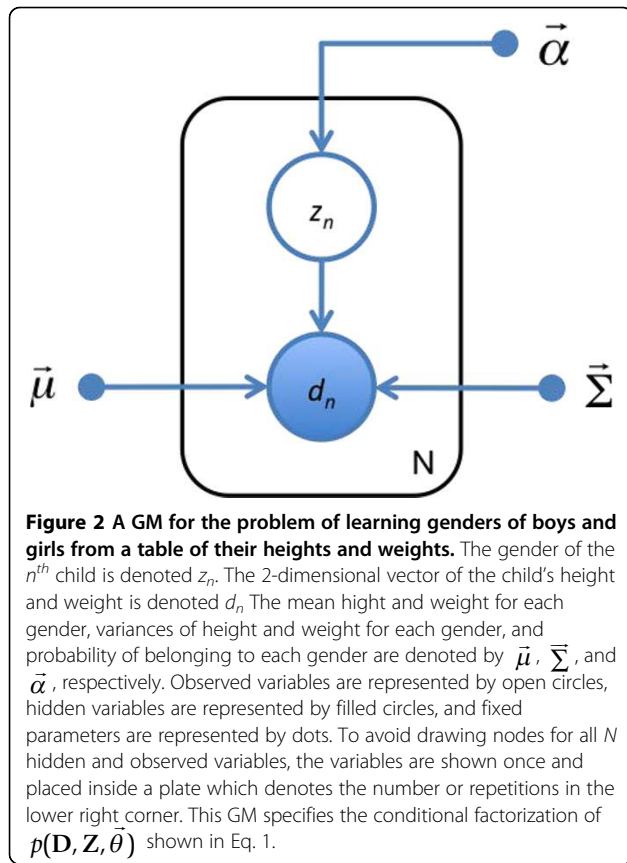 α⃗
z_n
μ⃗
d_n
Σ⃗
N
Figure 2 A GM for the problem of learning genders of boys and
girls from a table of their heights and weights. The gender of the
n^th child is denoted z_n. The 2-dimensional vector of the child's height
and weight is denoted d_n The mean hight and weight for each
gender, variances of height and weight for each gender, and
probability of belonging to each gender are denoted by μ⃗, Σ⃗, and
α⃗, respectively. Observed variables are represented by open circles,
hidden variables are represented by filled circles, and fixed
parameters are represented by dots. To avoid drawing nodes for all N
hidden and observed variables, the variables are shown once and
placed inside a plate which denotes the number or repetitions in the
lower right corner. This GM specifies the conditional factorization of
p(D, Z, θ⃗) shown in Eq. 1.